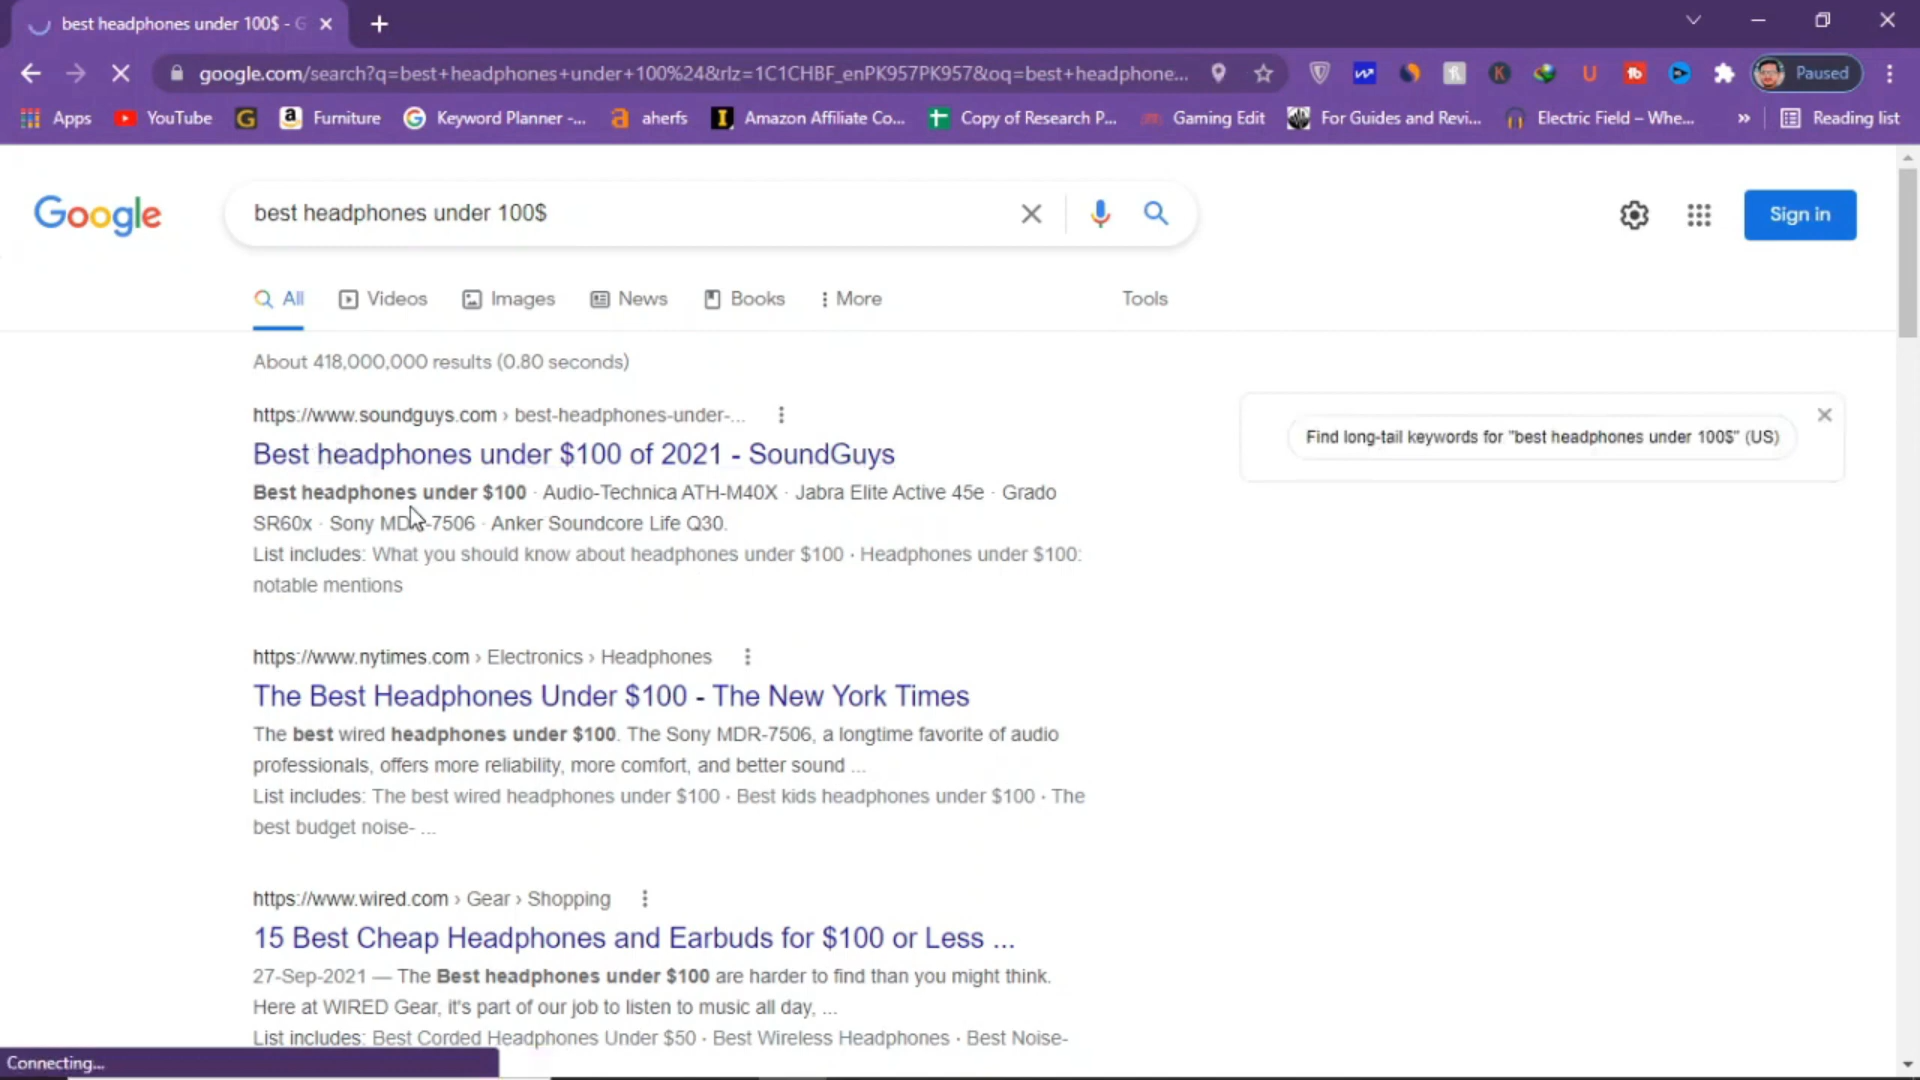 best headphones under 100$ - G
google.com/search?q=best+headphones+under+100%24&rlz=1C1CHBF_enPK957PK957&oq=best+headphone...
Paused
Apps
YouTube
Furniture
Keyword Planner -...
aherfs
Amazon Affiliate Co...
Copy of Research P...
Gaming Edit
For Guides and Revi...
Electric Field – Whe...
»
Reading list
Google
best headphones under 100$
Sign in
All
Videos
Images
News
Books
More
Tools
About 418,000,000 results (0.80 seconds)
https://www.soundguys.com › best-headphones-under-...
Best headphones under $100 of 2021 - SoundGuys
Best headphones under $100 · Audio-Technica ATH-M40X · Jabra Elite Active 45e · Grado
SR60x · Sony MDR-7506 · Anker Soundcore Life Q30.
List includes: What you should know about headphones under $100 · Headphones under $100:
notable mentions
Find long-tail keywords for "best headphones under 100$" (US)
https://www.nytimes.com › Electronics › Headphones
The Best Headphones Under $100 - The New York Times
The best wired headphones under $100. The Sony MDR-7506, a longtime favorite of audio
professionals, offers more reliability, more comfort, and better sound ...
List includes: The best wired headphones under $100 · Best kids headphones under $100 · The
best budget noise- ...
https://www.wired.com › Gear › Shopping
15 Best Cheap Headphones and Earbuds for $100 or Less ...
27-Sep-2021 — The Best headphones under $100 are harder to find than you might think.
Here at WIRED Gear, it's part of our job to listen to music all day, ...
List includes: Best Corded Headphones Under $50 · Best Wireless Headphones · Best Noise-
Connecting...